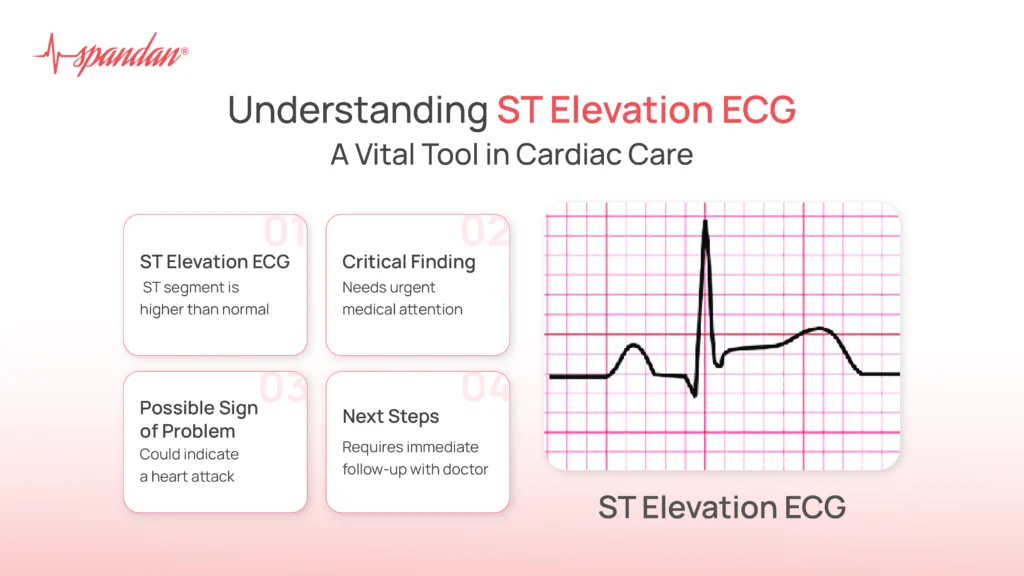 spandan®
Understanding ST Elevation ECG
A Vital Tool in Cardiac Care
01
ST Elevation ECG
ST segment is
higher than normal
02
Critical Finding
Needs urgent
medical attention
03
Possible Sign
of Problem
Could indicate
a heart attack
04
Next Steps
Requires immediate
follow-up with doctor
ST Elevation ECG